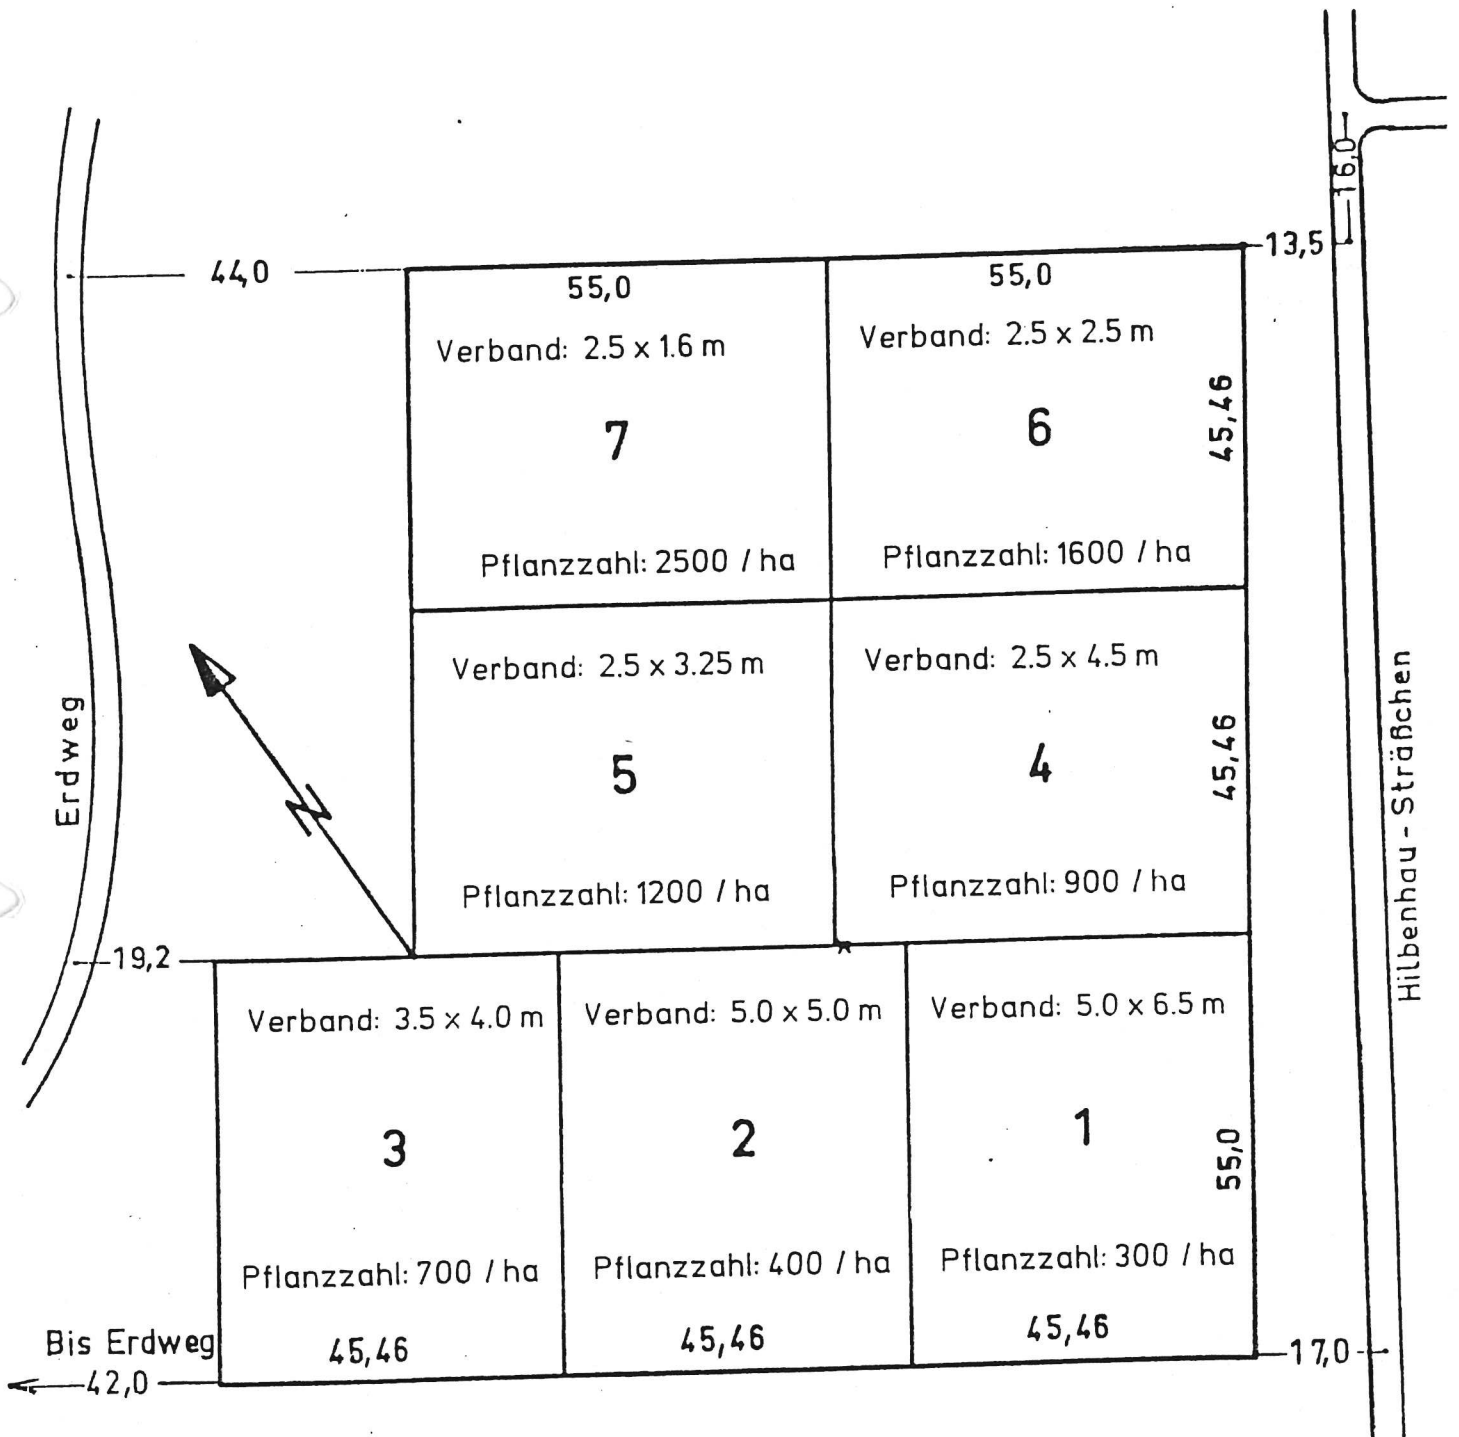 16,0
13,5
44,0
55,0
55,0
Verband: 2.5 x 1.6 m
Verband: 2.5 x 2.5 m
45,46
7
6
Pflanzzahl: 2500 / ha
Pflanzzahl: 1600 / ha
Verband: 2.5 x 3.25 m
Verband: 2.5 x 4.5 m
Erdweg
N
5
4
45,46
Hilbenhau - Sträßchen
Pflanzzahl: 1200 / ha
Pflanzzahl: 900 / ha
19,2
Verband: 3.5 x 4.0 m
Verband: 5.0 x 5.0 m
Verband: 5.0 x 6.5 m
3
2
1
55,0
Pflanzzahl: 700 / ha
Pflanzzahl: 400 / ha
Pflanzzahl: 300 / ha
Bis Erdweg
42,0
45,46
45,46
45,46
17,0